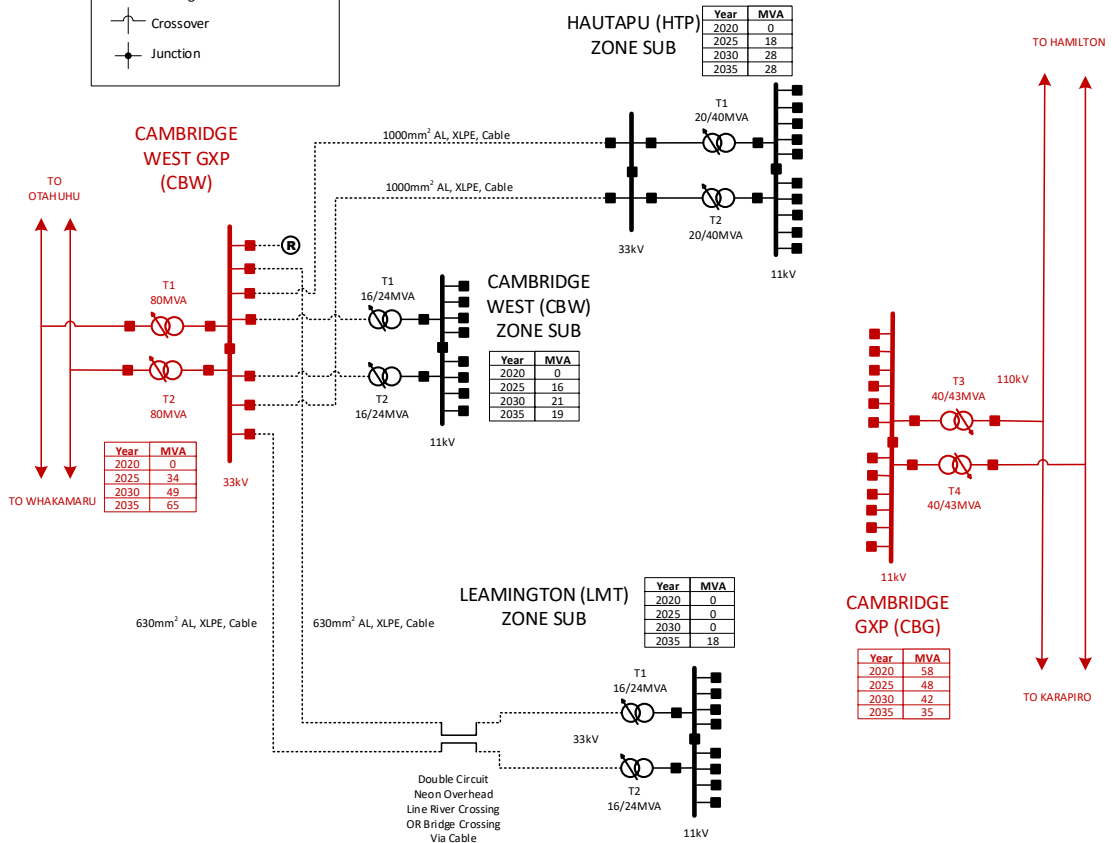 Crossover
Junction
HAUTAPU (HTP)
ZONE SUB
Year MVA
2020 0
2025 18
2030 28
2035 28
TO HAMILTON
CAMBRIDGE
WEST GXP
(CBW)
TO
OTAHUHU
1000mm² AL, XLPE, Cable
1000mm² AL, XLPE, Cable
T1
20/40MVA
T2
20/40MVA
33kV
11kV
R
T1
80MVA
T2
80MVA
T1
16/24MVA
T2
16/24MVA
11kV
CAMBRIDGE
WEST (CBW)
ZONE SUB
Year MVA
2020 0
2025 16
2030 21
2035 19
T3
40/43MVA
110kV
T4
40/43MVA
11kV
Year MVA
2020 0
2025 34
2030 49
2035 65
33kV
TO WHAKAMARU
CAMBRIDGE
GXP (CBG)
Year MVA
2020 58
2025 48
2030 42
2035 35
TO KARAPIRO
LEAMINGTON (LMT)
ZONE SUB
Year MVA
2020 0
2025 0
2030 0
2035 18
630mm² AL, XLPE, Cable
630mm² AL, XLPE, Cable
T1
16/24MVA
33kV
T2
16/24MVA
11kV
Double Circuit
Neon Overhead
Line River Crossing
OR Bridge Crossing
Via Cable